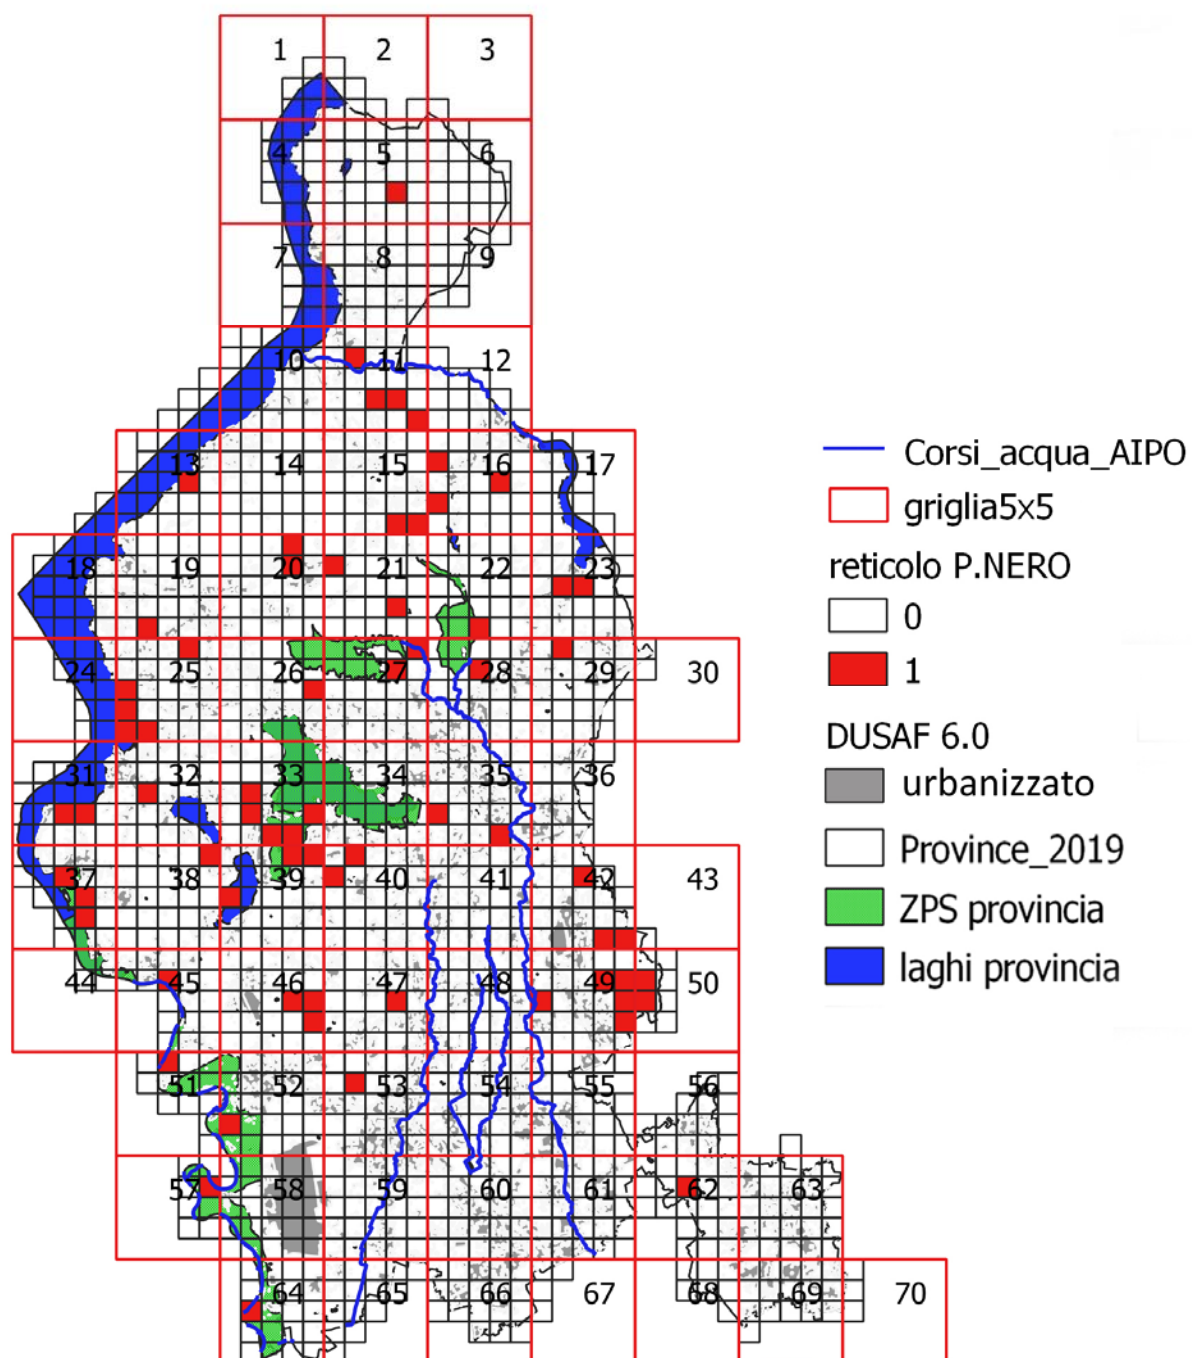 1 2 3
4 5 6
7 8 9
10 11 12
13 14 15 16 17
18 19 20 21 22 23
24 25 26 27 28 29 30
31 32 33 34 35 36
37 38 39 40 41 42 43
44 45 46 47 48 49 50
51 52 53 54 55 56
57 58 59 60 61 62 63
64 65 66 67 68 69 70
Corsi_acqua_AIPO
griglia5x5
reticolo P.NERO
0
1
DUSAF 6.0
urbanizzato
Province_2019
ZPS provincia
laghi provincia